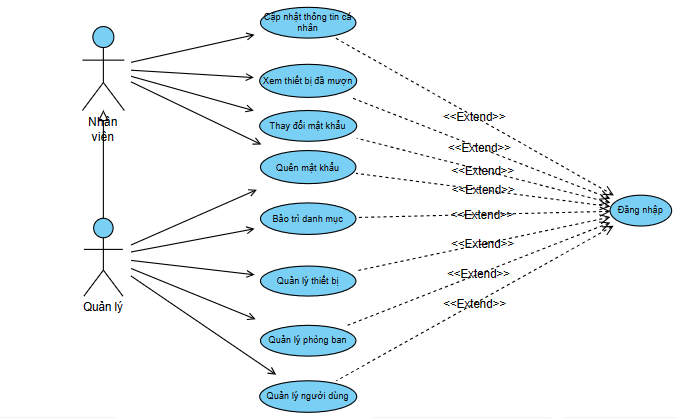 Cập nhật thông tin cá
nhân
Xem thiết bị đã mượn
<<Extend>>
Nhân
viên
Thay đổi mật khẩu
<<Extend>>
Quên mật khẩu
<<Extend>>
<<Extend>>
Bảo trì danh mục
<<Extend>>
Đăng nhập
<<Extend>>
Quản lý thiết bị
<<Extend>>
Quản lý
<<Extend>>
Quản lý phòng ban
Quản lý người dùng